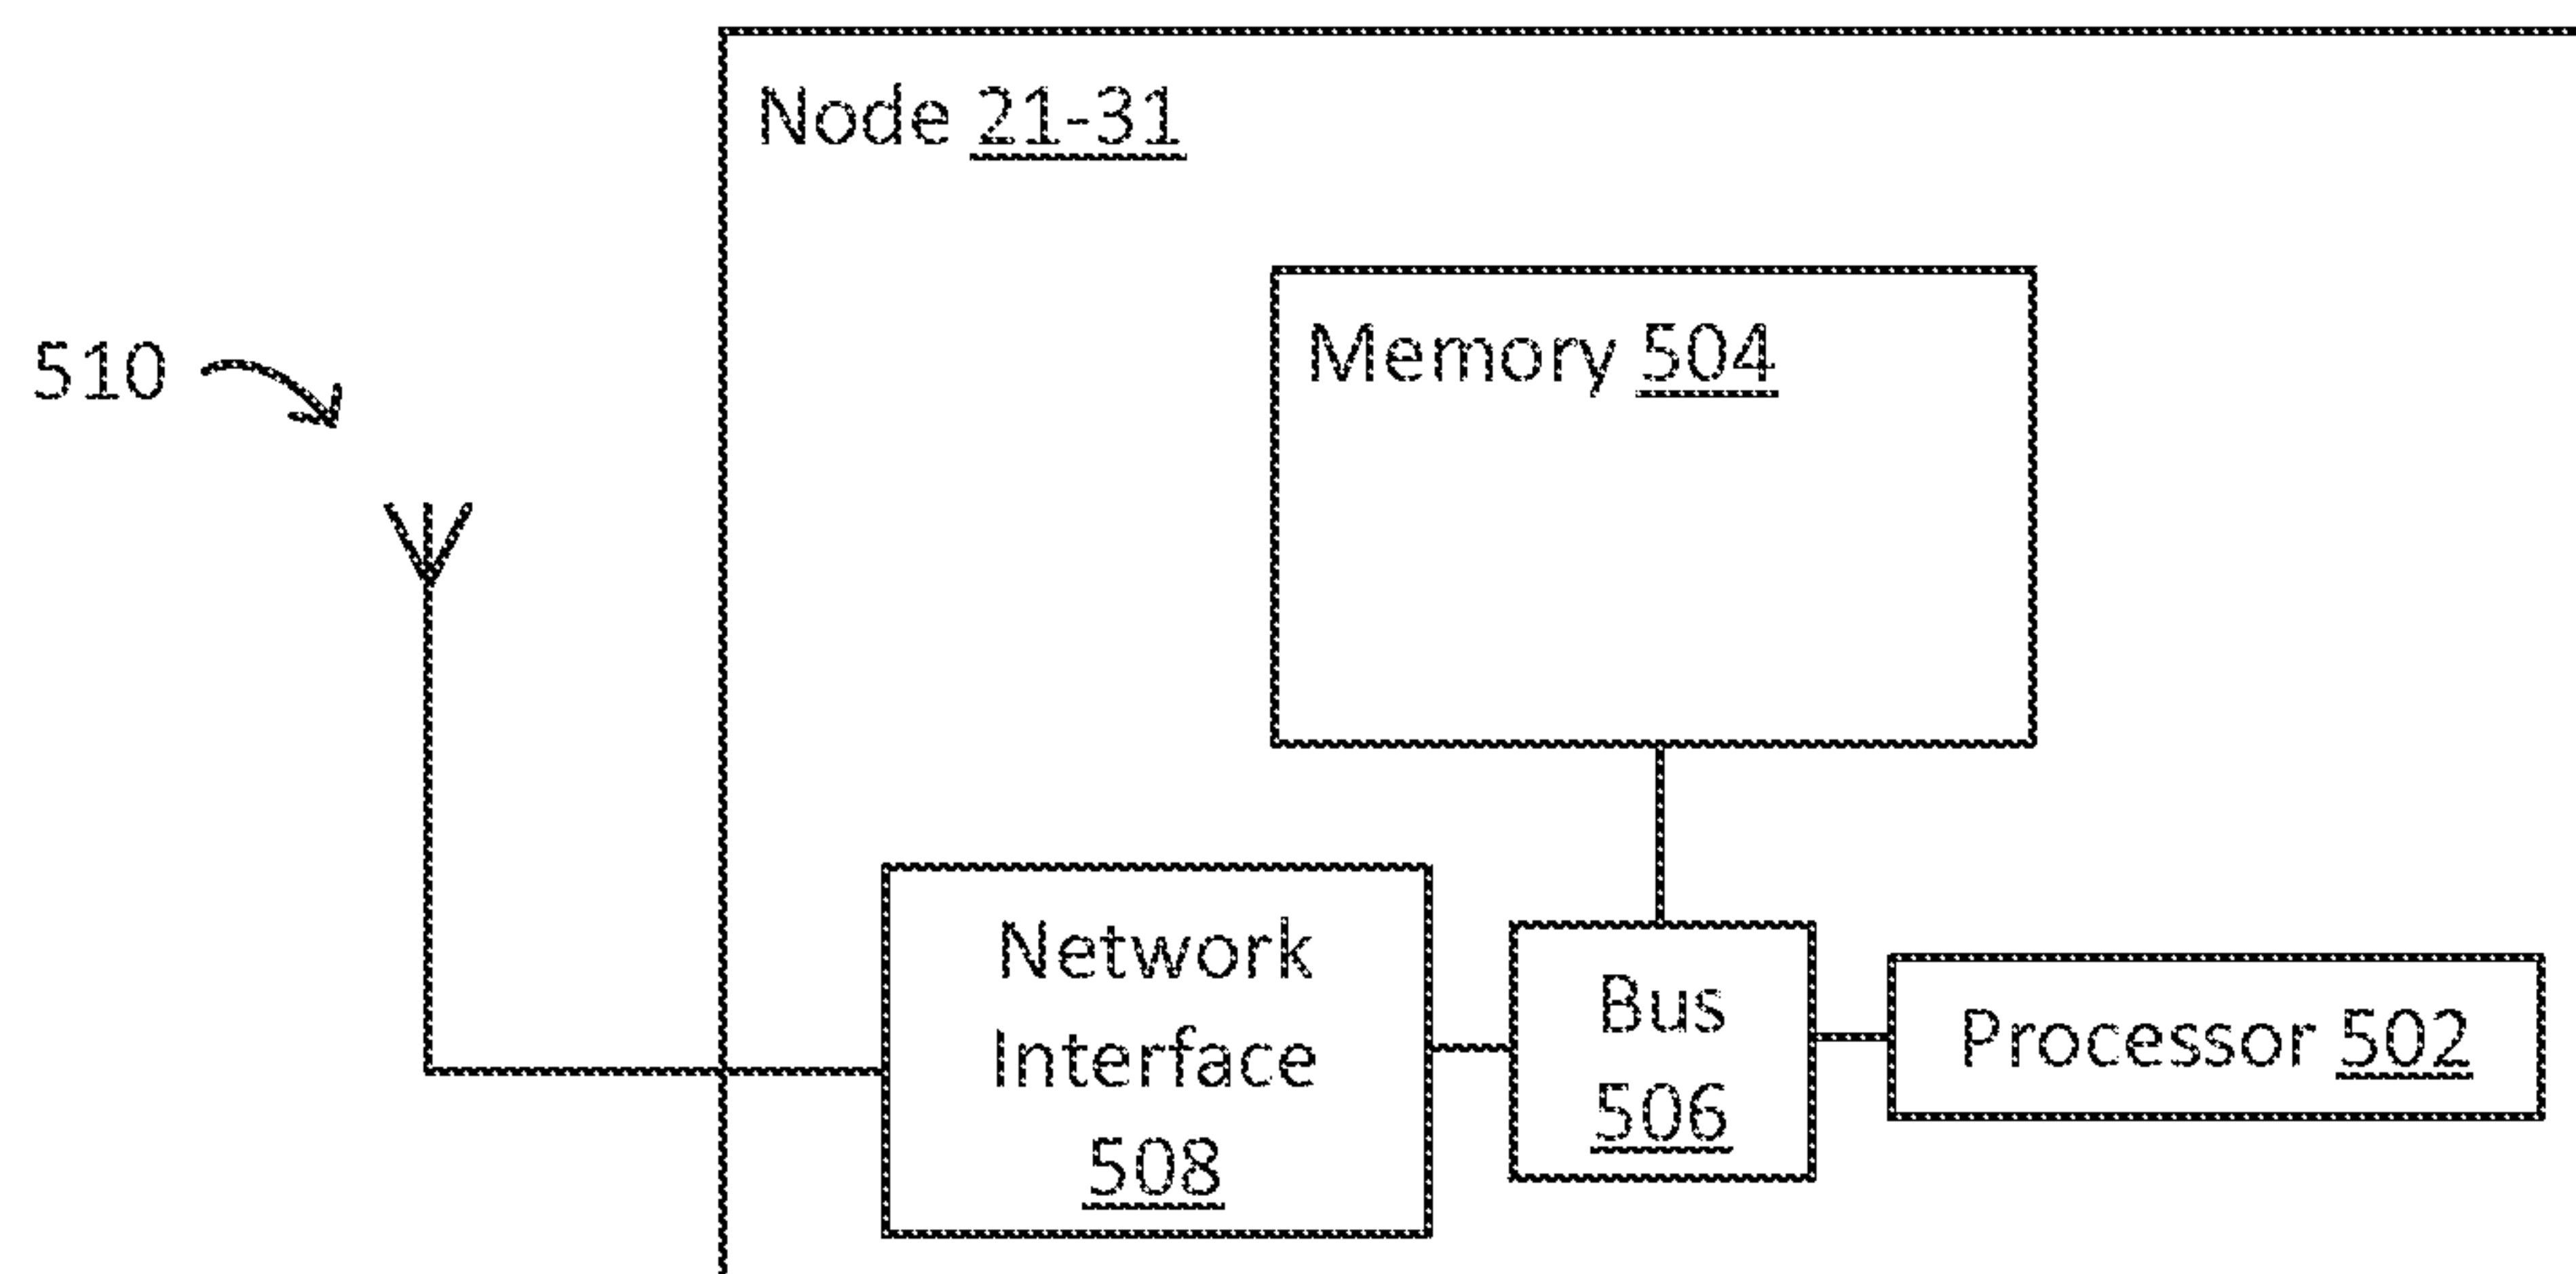 Node 21-31
510
Memory 504
Network
Interface
508
Bus
506
Processor 502